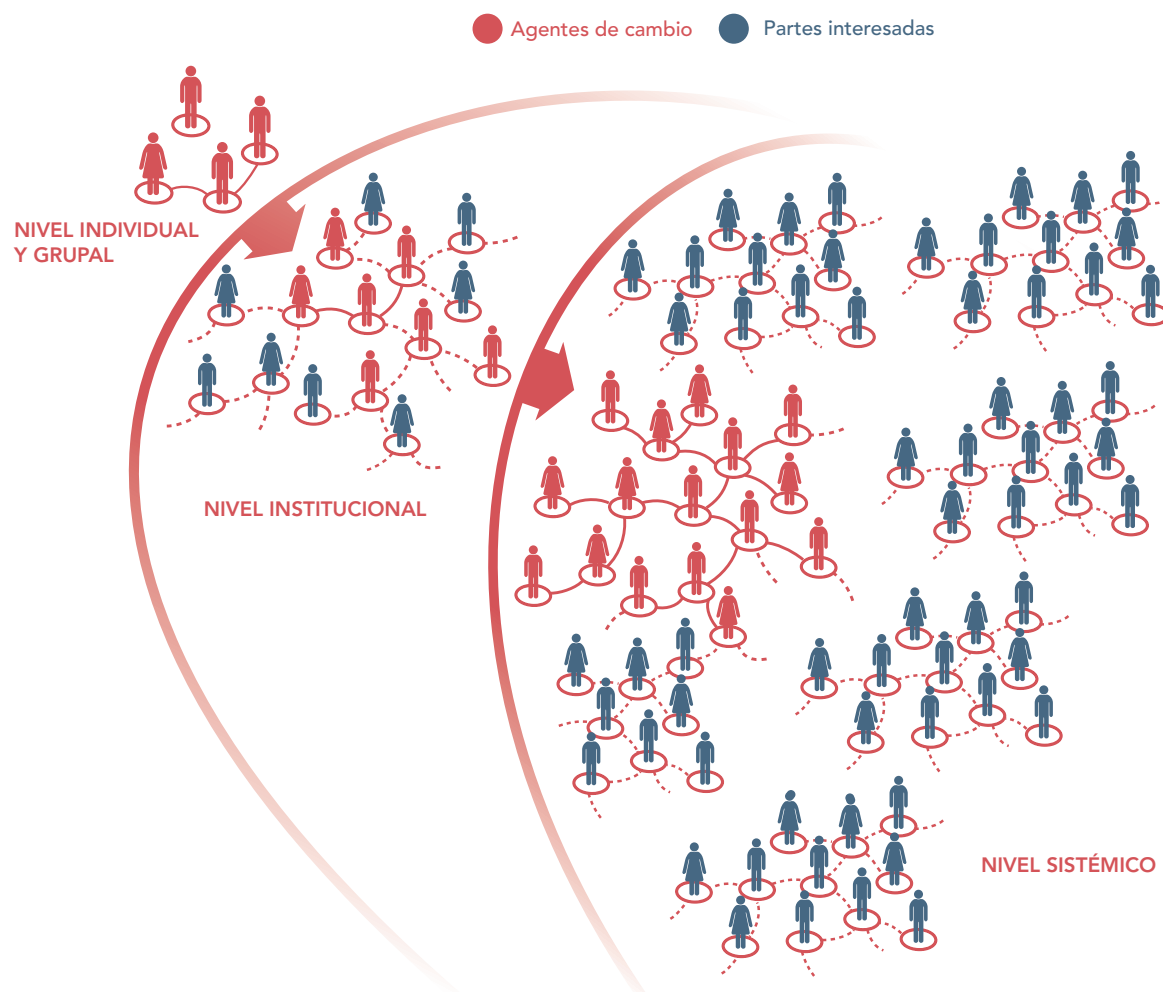 Agentes de cambio
Partes interesadas
NIVEL INDIVIDUAL
Y GRUPAL
NIVEL INSTITUCIONAL
NIVEL SISTÉMICO